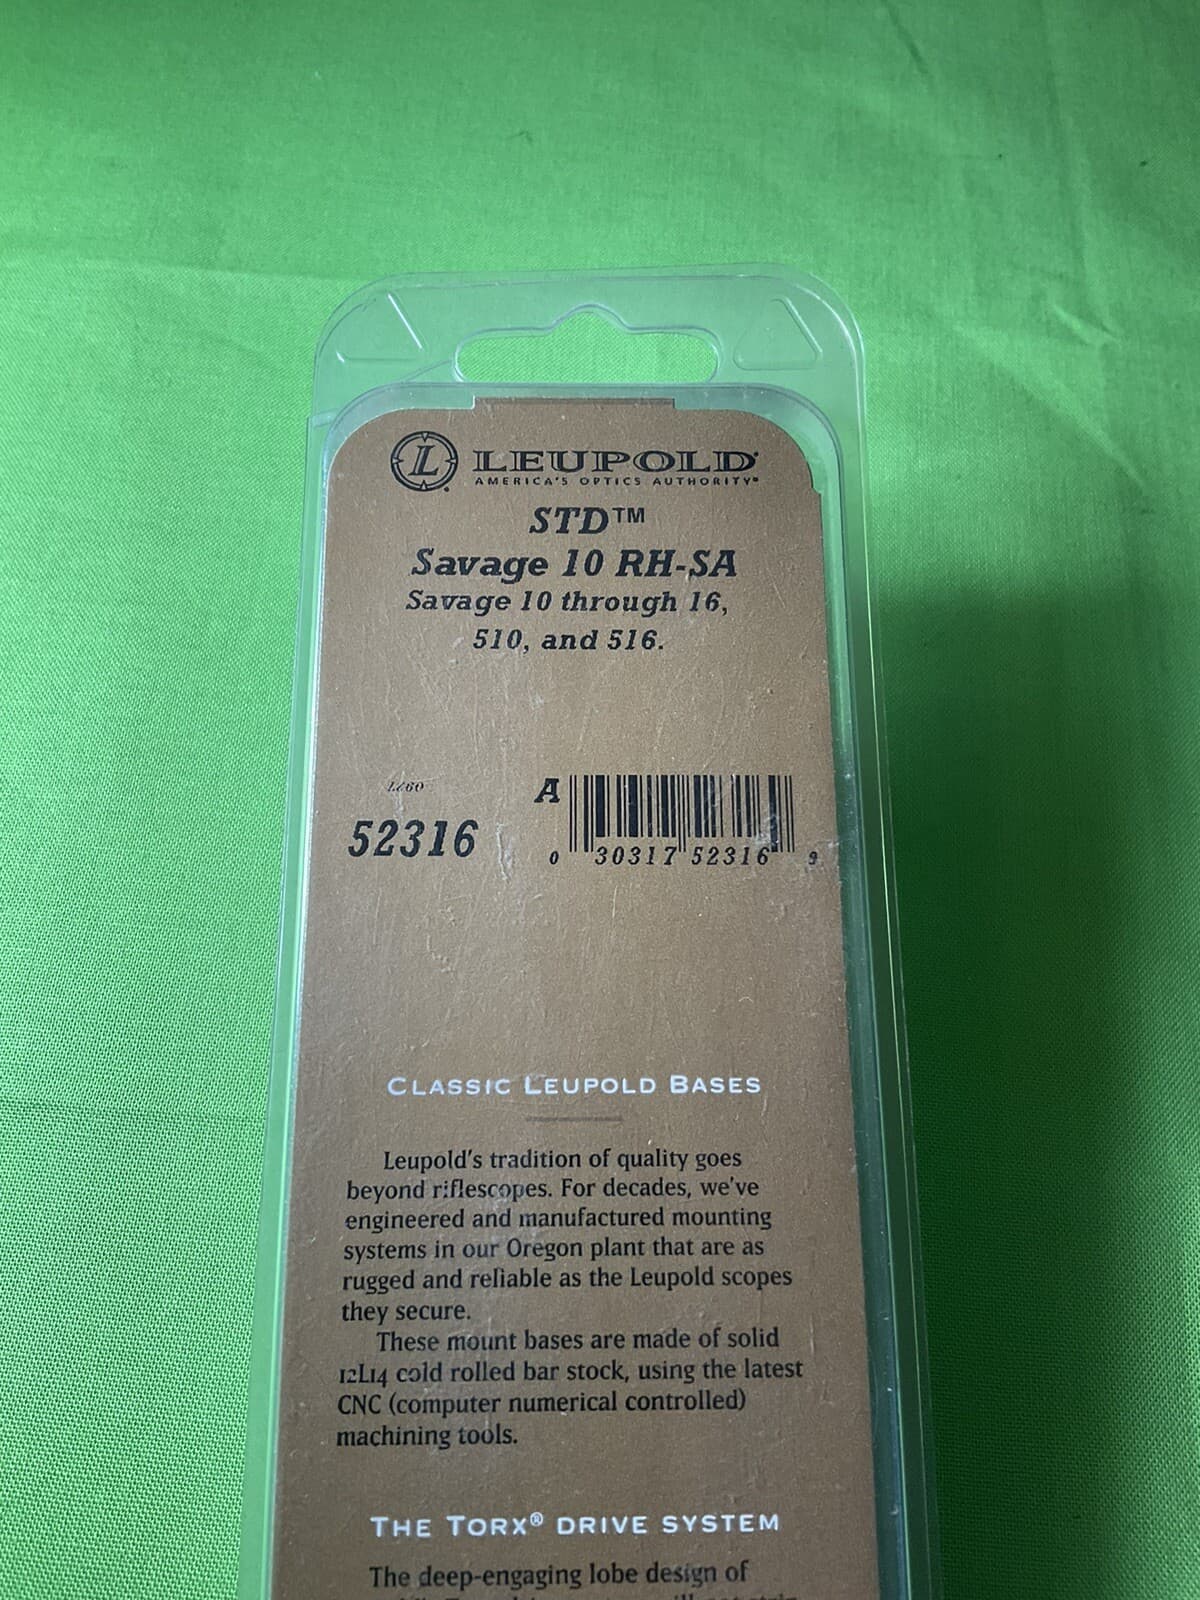 L
LEUPOLD®
AMERICA'S OPTICS AUTHORITY®
STD™
Savage 10 RH-SA
Savage 10 through 16,
510, and 516.
A
52316
0 30317 52316 9
CLASSIC LEUPOLD BASES
Leupold's tradition of quality goes
beyond riflescopes. For decades, we've
engineered and manufactured mounting
systems in our Oregon plant that are as
rugged and reliable as the Leupold scopes
they secure.
These mount bases are made of solid
12L14 cold rolled bar stock, using the latest
CNC (computer numerical controlled)
machining tools.
THE TORX® DRIVE SYSTEM
The deep-engaging lobe design of